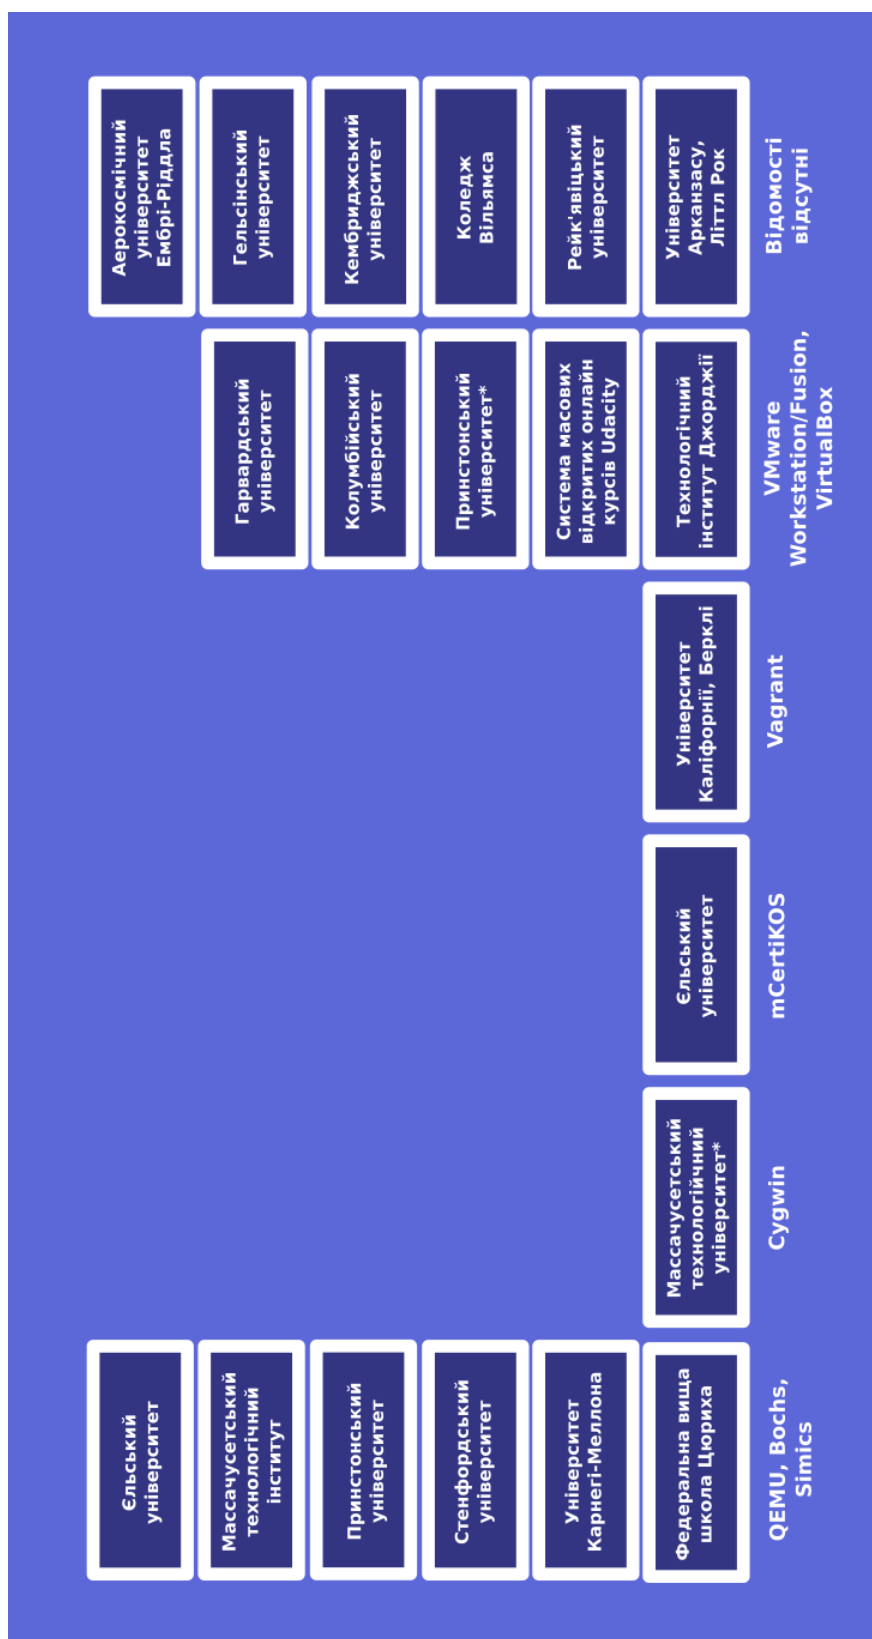 Єльський
університет
Аерокосмічний
університет
Ембрі-Ріддла
Массачусетський
технологічний
інститут
Гарвардський
університет
Гельсінський
університет
Принстонський
університет
Колумбійський
університет
Кембриджський
університет
Стенфордський
університет
Принстонський
університет*
Коледж
Вільямса
Університет
Карнегі-Меллона
Система масових
відкритих онлайн
курсів Udacity
Рейк'явіцький
університет
Федеральна вища
школа Цюриха
Массачусетський
технологійчний
університет*
Єльський
університет
Університет
Каліфорнії, Берклі
Технологічний
інститут Джорджії
Університет
Арканзасу,
Літтл Рок
QEMU, Bochs,
Simics
Cygwin
mCertiKOS
Vagrant
VMware
Workstation/Fusion,
VirtualBox
Відомості
відсутні